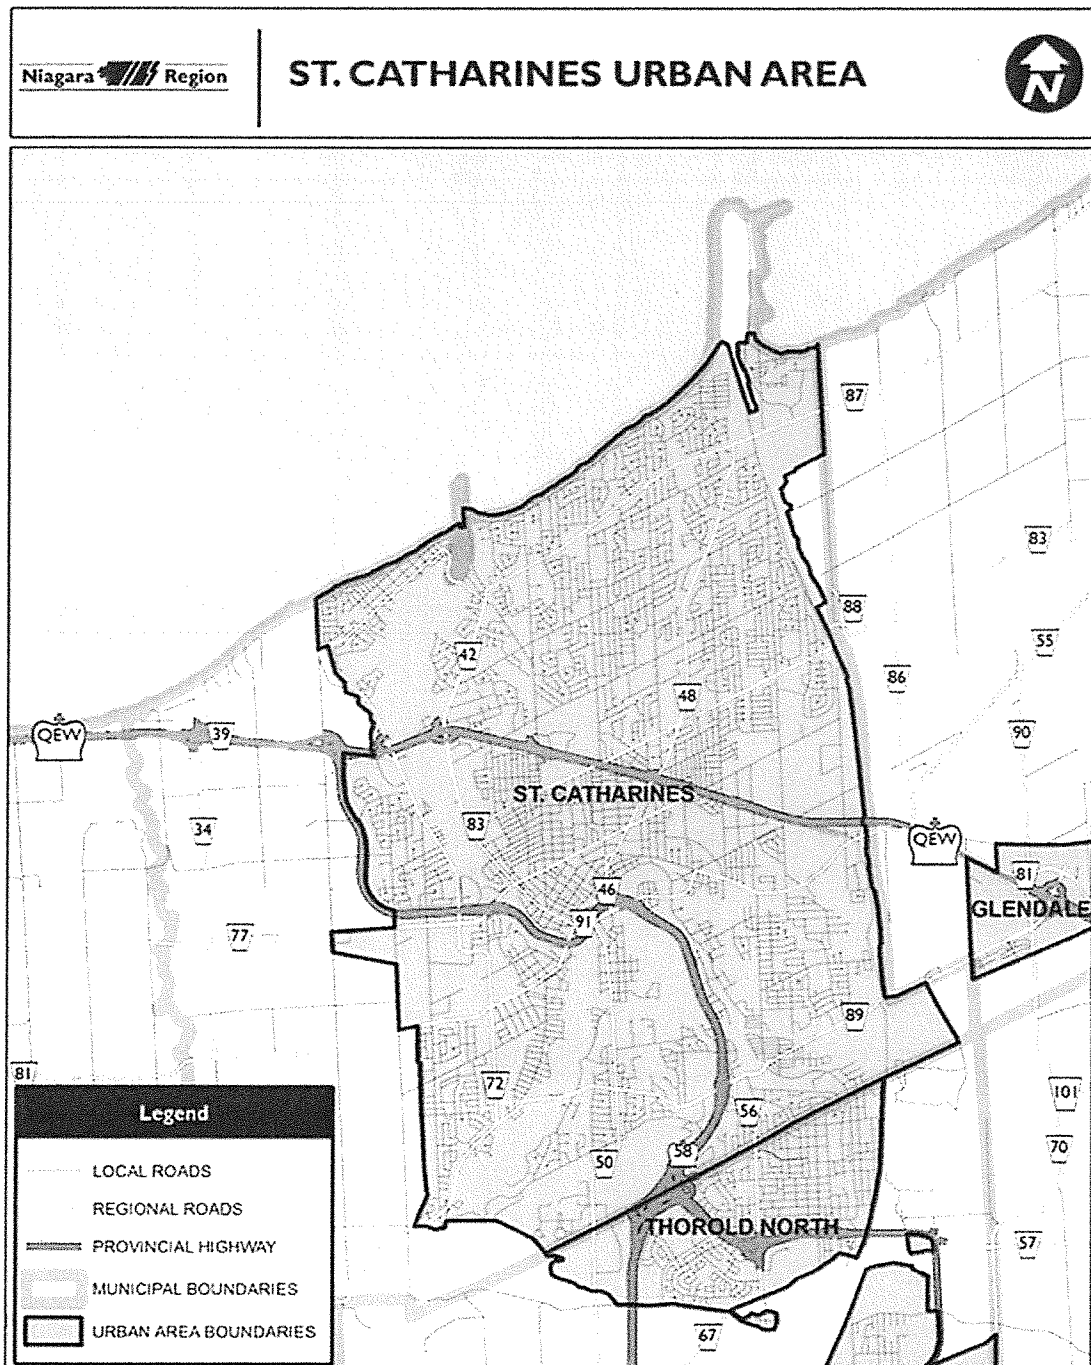 Niagara Region
ST. CATHARINES URBAN AREA
N
87
83
88
55
42
86
48
90
QEW
39
ST. CATHARINES
83
34
QEW
81
46
GLENDALE
91
77
89
81
72
101
56
70
58
50
THOROLD NORTH
57
67
Legend
LOCAL ROADS
REGIONAL ROADS
PROVINCIAL HIGHWAY
MUNICIPAL BOUNDARIES
URBAN AREA BOUNDARIES